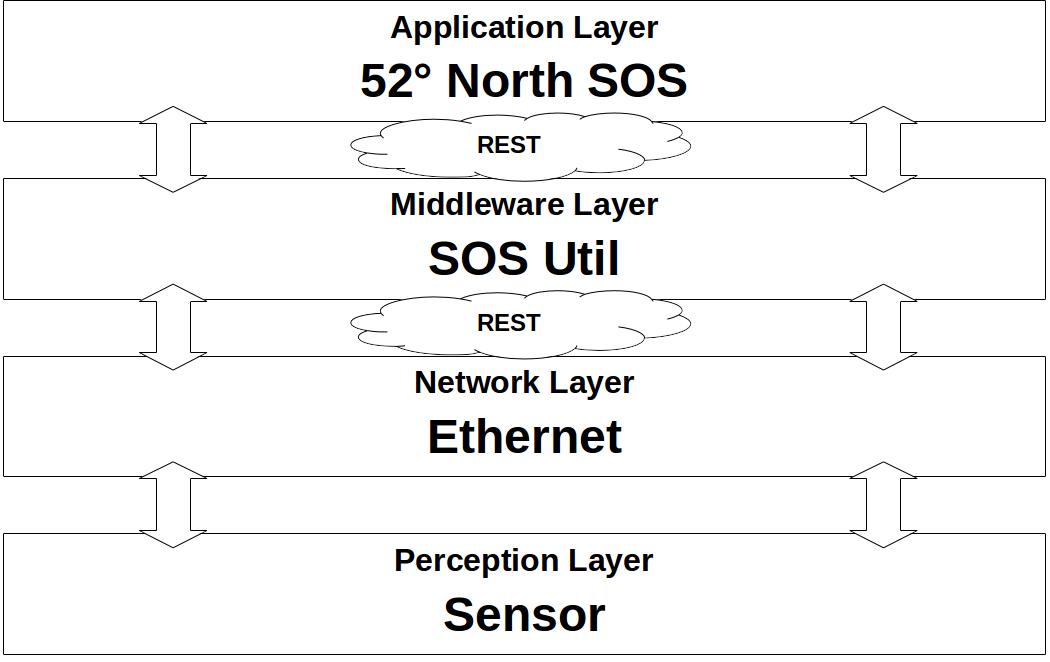 Application Layer
52° North SOS
REST
Middleware Layer
SOS Util
REST
Network Layer
Ethernet
Perception Layer
Sensor